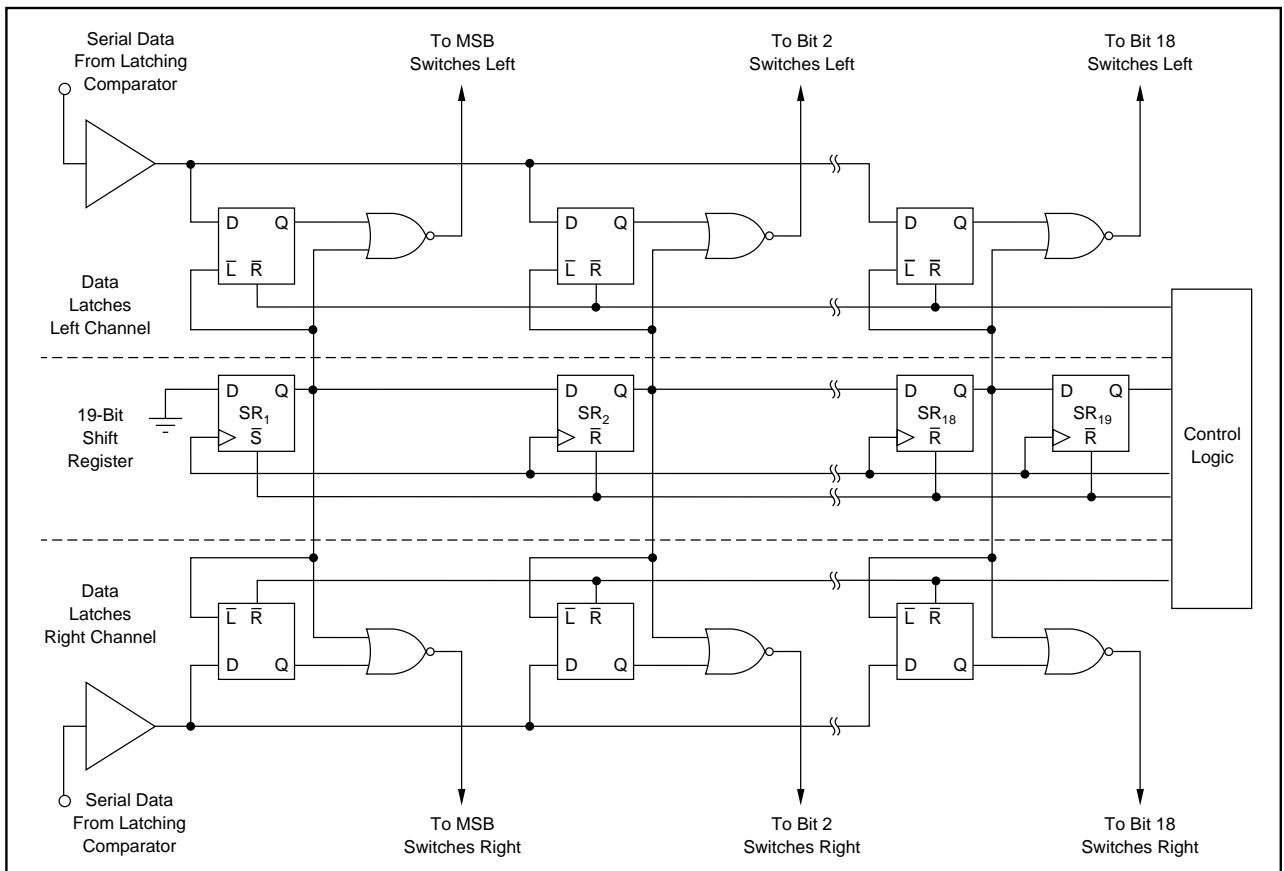 Serial Data
From Latching
Comparator
To MSB
Switches Left
To Bit 2
Switches Left
To Bit 18
Switches Left
D Q
L̅ R̅
D Q
L̅ R̅
D Q
L̅ R̅
Data
Latches
Left Channel
19-Bit
Shift
Register
D Q
SR₁
S̅
D Q
SR₂
R̅
D Q
SR₁₈
R̅
D Q
SR₁₉
R̅
Control
Logic
Data
Latches
Right Channel
L̅ R̅
D Q
L̅ R̅
D Q
L̅ R̅
D Q
Serial Data
From Latching
Comparator
To MSB
Switches Right
To Bit 2
Switches Right
To Bit 18
Switches Right